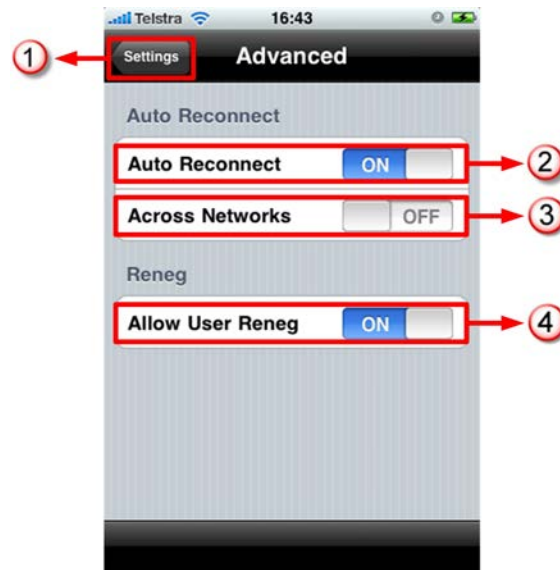 Telstra 16:43
1 Settings Advanced
Auto Reconnect
Auto Reconnect ON 2
Across Networks OFF 3
Reneg
Allow User Reneg ON 4